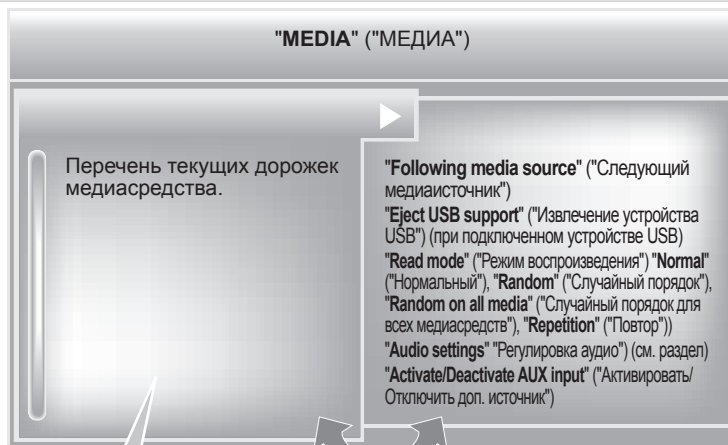 "MEDIA" ("МЕДИА")
Перечень текущих дорожек
медиасредства.
"Following media source" ("Следующий
медиаисточник")
"Eject USB support" ("Извлечение устройства
USB") (при подключенном устройстве USB)
"Read mode" ("Режим воспроизведения") "Normal"
("Нормальный"), "Random" ("Случайный порядок"),
"Random on all media" ("Случайный порядок для
всех медиасредств"), "Repetition" ("Повтор"))
"Audio settings" "Регулировка аудио") (см. раздел)
"Activate/Deactivate AUX input" ("Активировать/
Отключить доп. источник")